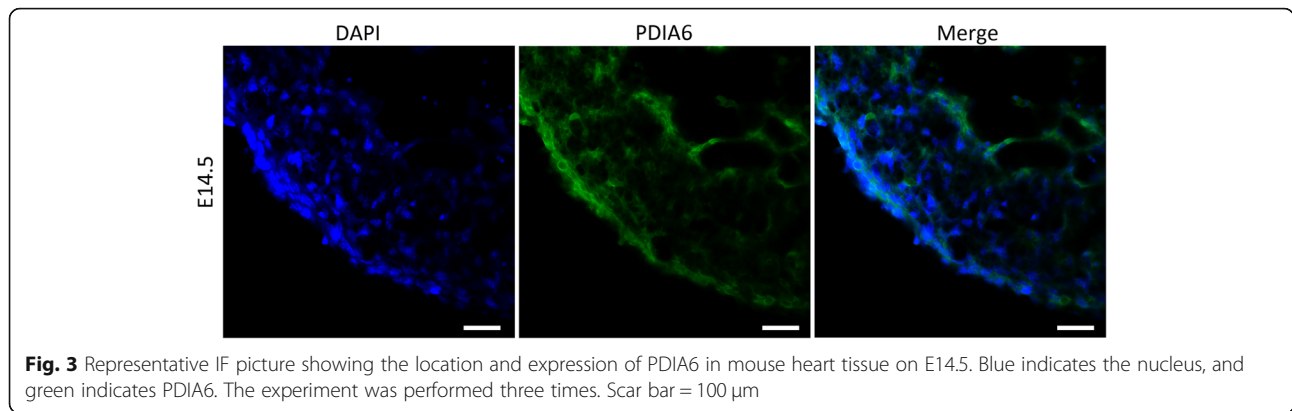 DAPI PDIA6 Merge
E14.5
Fig. 3 Representative IF picture showing the location and expression of PDIA6 in mouse heart tissue on E14.5. Blue indicates the nucleus, and
green indicates PDIA6. The experiment was performed three times. Scar bar = 100 μm